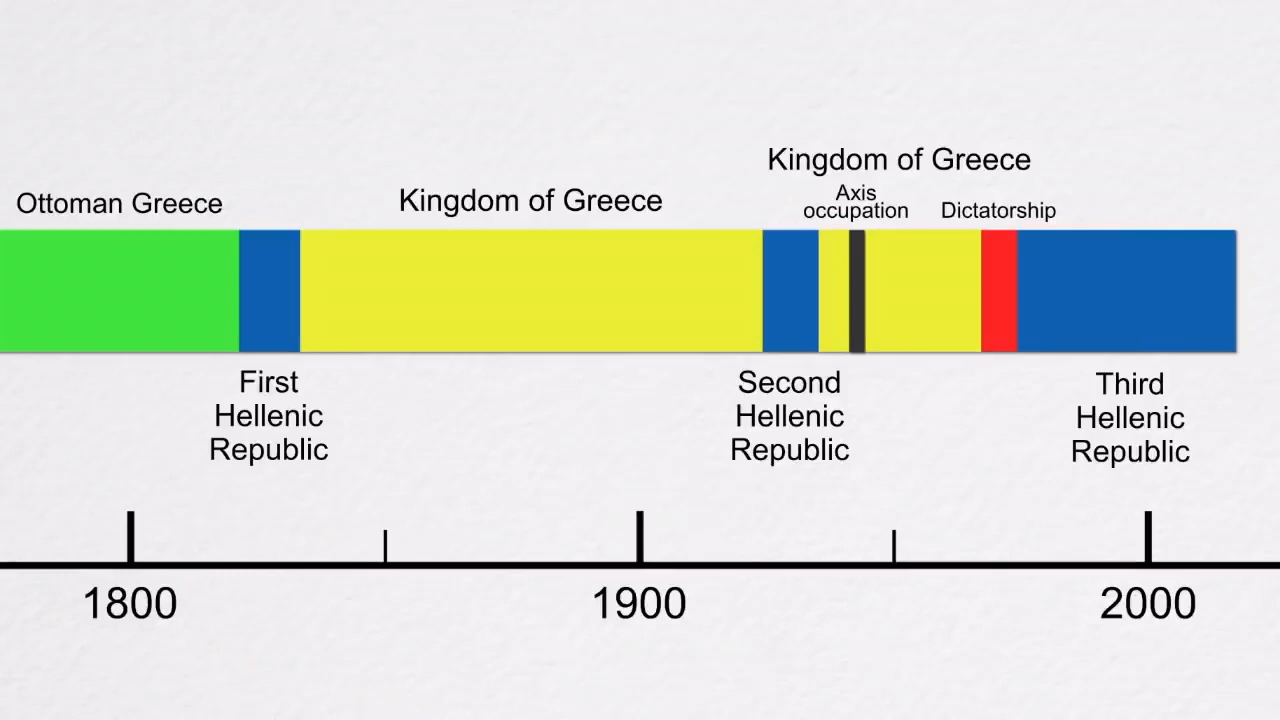 Kingdom of Greece
Ottoman Greece
Kingdom of Greece
Axis
occupation
Dictatorship
First
Hellenic
Republic
Second
Hellenic
Republic
Third
Hellenic
Republic
1800
1900
2000